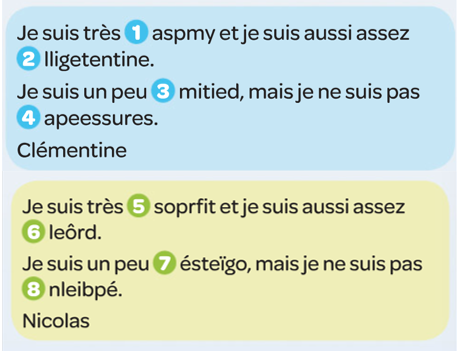 Je suis très 1 aspmy et je suis aussi assez
2 lligetentine.
Je suis un peu 3 mitied, mais je ne suis pas
4 apeessures.
Clémentine
Je suis très 5 soprfit et je suis aussi assez
6 leôrd.
Je suis un peu 7 ésteïgo, mais je ne suis pas
8 nleibpé.
Nicolas